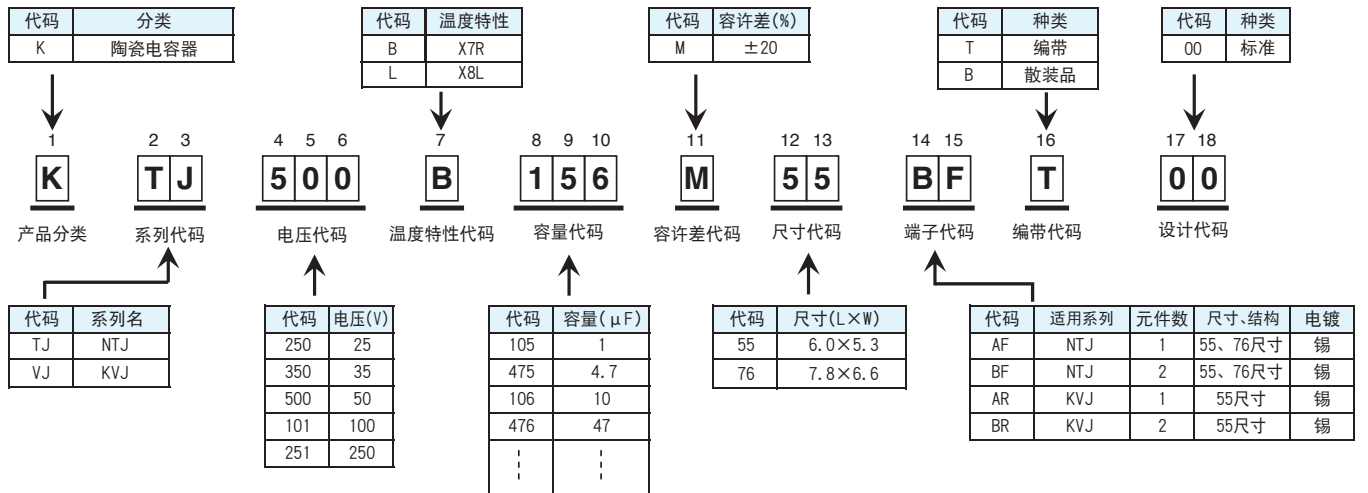 代码 分类
K 陶瓷电容器
代码 温度特性
B X7R
L X8L
代码 容许差(%)
M ±20
代码 种类
T 编带
B 散装品
代码 种类
00 标准
1 2 3 4 5 6 7 8 9 10 11 12 13 14 15 16 17 18
K T J 5 0 0 B 1 5 6 M 5 5 B F T 0 0
产品分类 系列代码 电压代码 温度特性代码 容量代码 容许差代码 尺寸代码 端子代码 编带代码 设计代码
代码 系列名
TJ NTJ
VJ KVJ
代码 电压(V)
250 25
350 35
500 50
101 100
251 250
代码 容量(μF)
105 1
475 4.7
106 10
476 47
代码 尺寸(L×W)
55 6.0×5.3
76 7.8×6.6
代码 适用系列 元件数 尺寸、结构 电镀
AF NTJ 1 55、76尺寸 锡
BF NTJ 2 55、76尺寸 锡
AR KVJ 1 55尺寸 锡
BR KVJ 2 55尺寸 锡